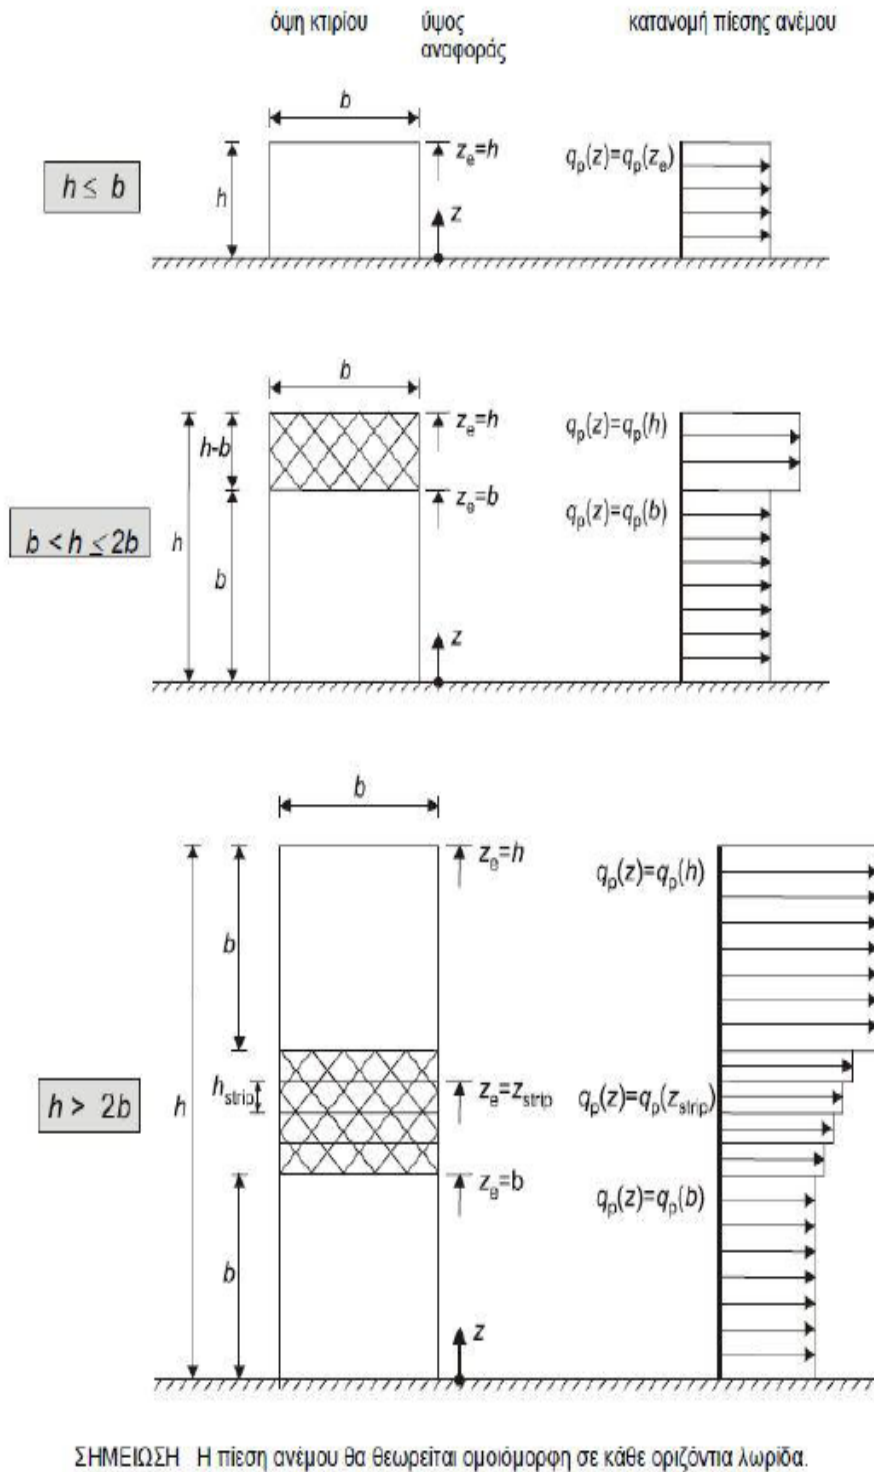 όψη κτιρίου ύψος αναφοράς κατανομή πίεσης ανέμου
b
z_e=h
q_p(z)=q_p(z_e)
h ≤ b
h
z
b
z_e=h
q_p(z)=q_p(h)
h-b
z_e=b
q_p(z)=q_p(b)
b < h ≤ 2b
h
b
z
b
z_e=h
q_p(z)=q_p(h)
b
h > 2b
h
h_strip
z_e=z_strip
q_p(z)=q_p(z_strip)
z_e=b
q_p(z)=q_p(b)
b
z
ΣΗΜΕΙΩΣΗ Η πίεση ανέμου θα θεωρείται ομοιόμορφη σε κάθε οριζόντια λωρίδα.